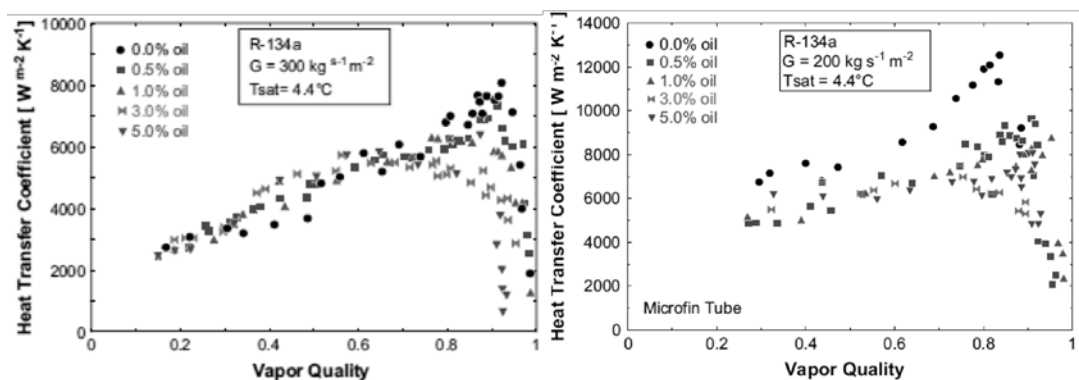 Heat Transfer Coefficient [ W m-2 K-1]
10000
8000
6000
4000
2000
0
0.0% oil
0.5% oil
1.0% oil
3.0% oil
5.0% oil
R-134a
G = 300 kg s-1 m-2
Tsat= 4.4°C
0
0.2
0.4
0.6
0.8
1
Vapor Quality
Heat Transfer Coefficient [ W m-2 K-1]
14000
12000
10000
8000
6000
4000
2000
0
0.0% oil
0.5% oil
1.0% oil
3.0% oil
5.0% oil
R-134a
G = 200 kg s-1 m-2
Tsat = 4.4°C
Microfin Tube
0
0.2
0.4
0.6
0.8
1
Vapor Quality